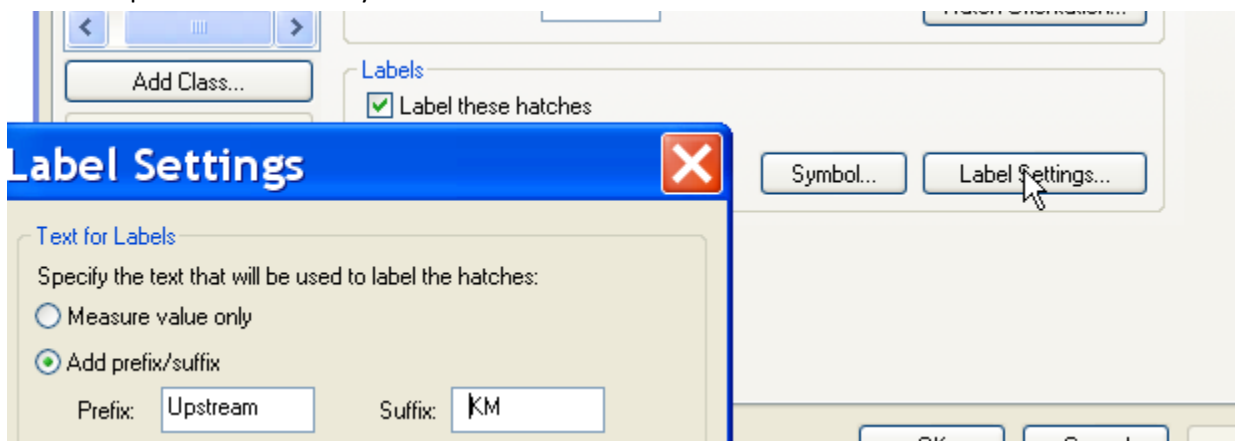 Add Class...
Labels
Label these hatches
Label Settings
Symbol...
Label Settings...
Text for Labels
Specify the text that will be used to label the hatches:
Measure value only
Add prefix/suffix
Prefix: Upstream Suffix: KM